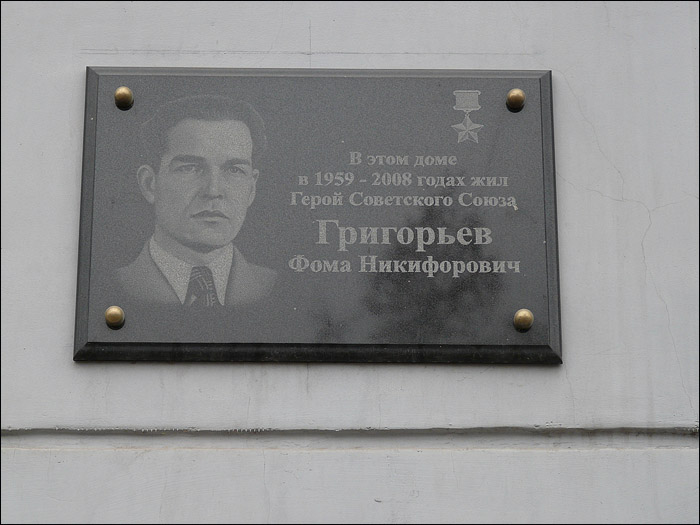 В этом доме
в 1959 - 2008 годах жил
Герой Советского Союза
Григорьев
Фома Никифорович